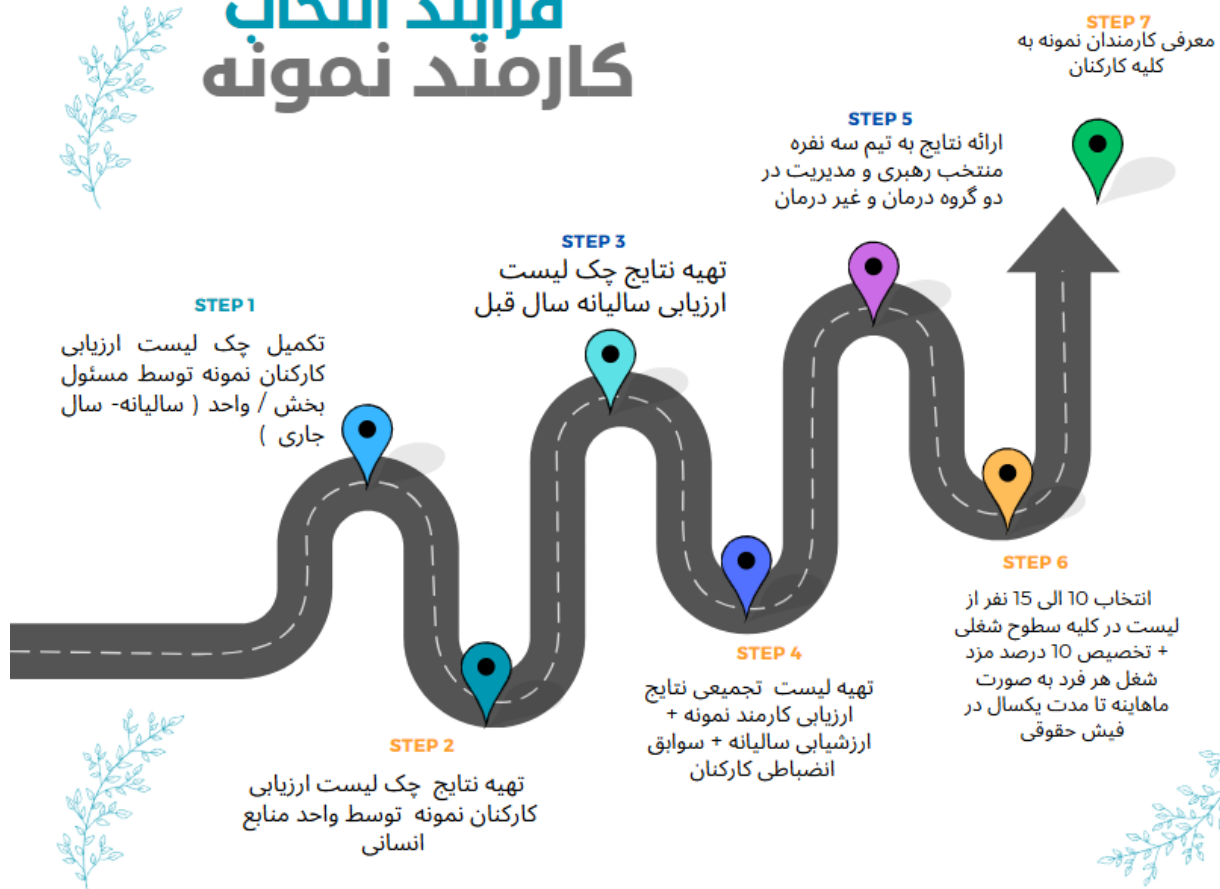 فرآیند انتخاب
کارمند نمونه
STEP 1
تکمیل چک لیست ارزیابی
کارکنان نمونه توسط مسئول
بخش / واحد ( سالیانه- سال
جاری )
STEP 2
تهیه نتایج چک لیست ارزیابی
کارکنان نمونه توسط واحد منابع
انسانی
STEP 3
تهیه نتایج چک لیست
ارزیابی سالیانه سال قبل
STEP 4
تهیه لیست تجمیعی نتایج
ارزیابی کارمند نمونه +
ارزشیابی سالیانه + سوابق
انضباطی کارکنان
STEP 5
ارائه نتایج به تیم سه نفره
منتخب رهبری و مدیریت در
دو گروه درمان و غیر درمان
STEP 6
انتخاب 10 الی 15 نفر از
لیست در کلیه سطوح شغلی
+ تخصیص 10 درصد مزد
شغل هر فرد به صورت
ماهاینه تا مدت یکسال در
فیش حقوقی
STEP 7
معرفی کارمندان نمونه به
کلیه کارکنان